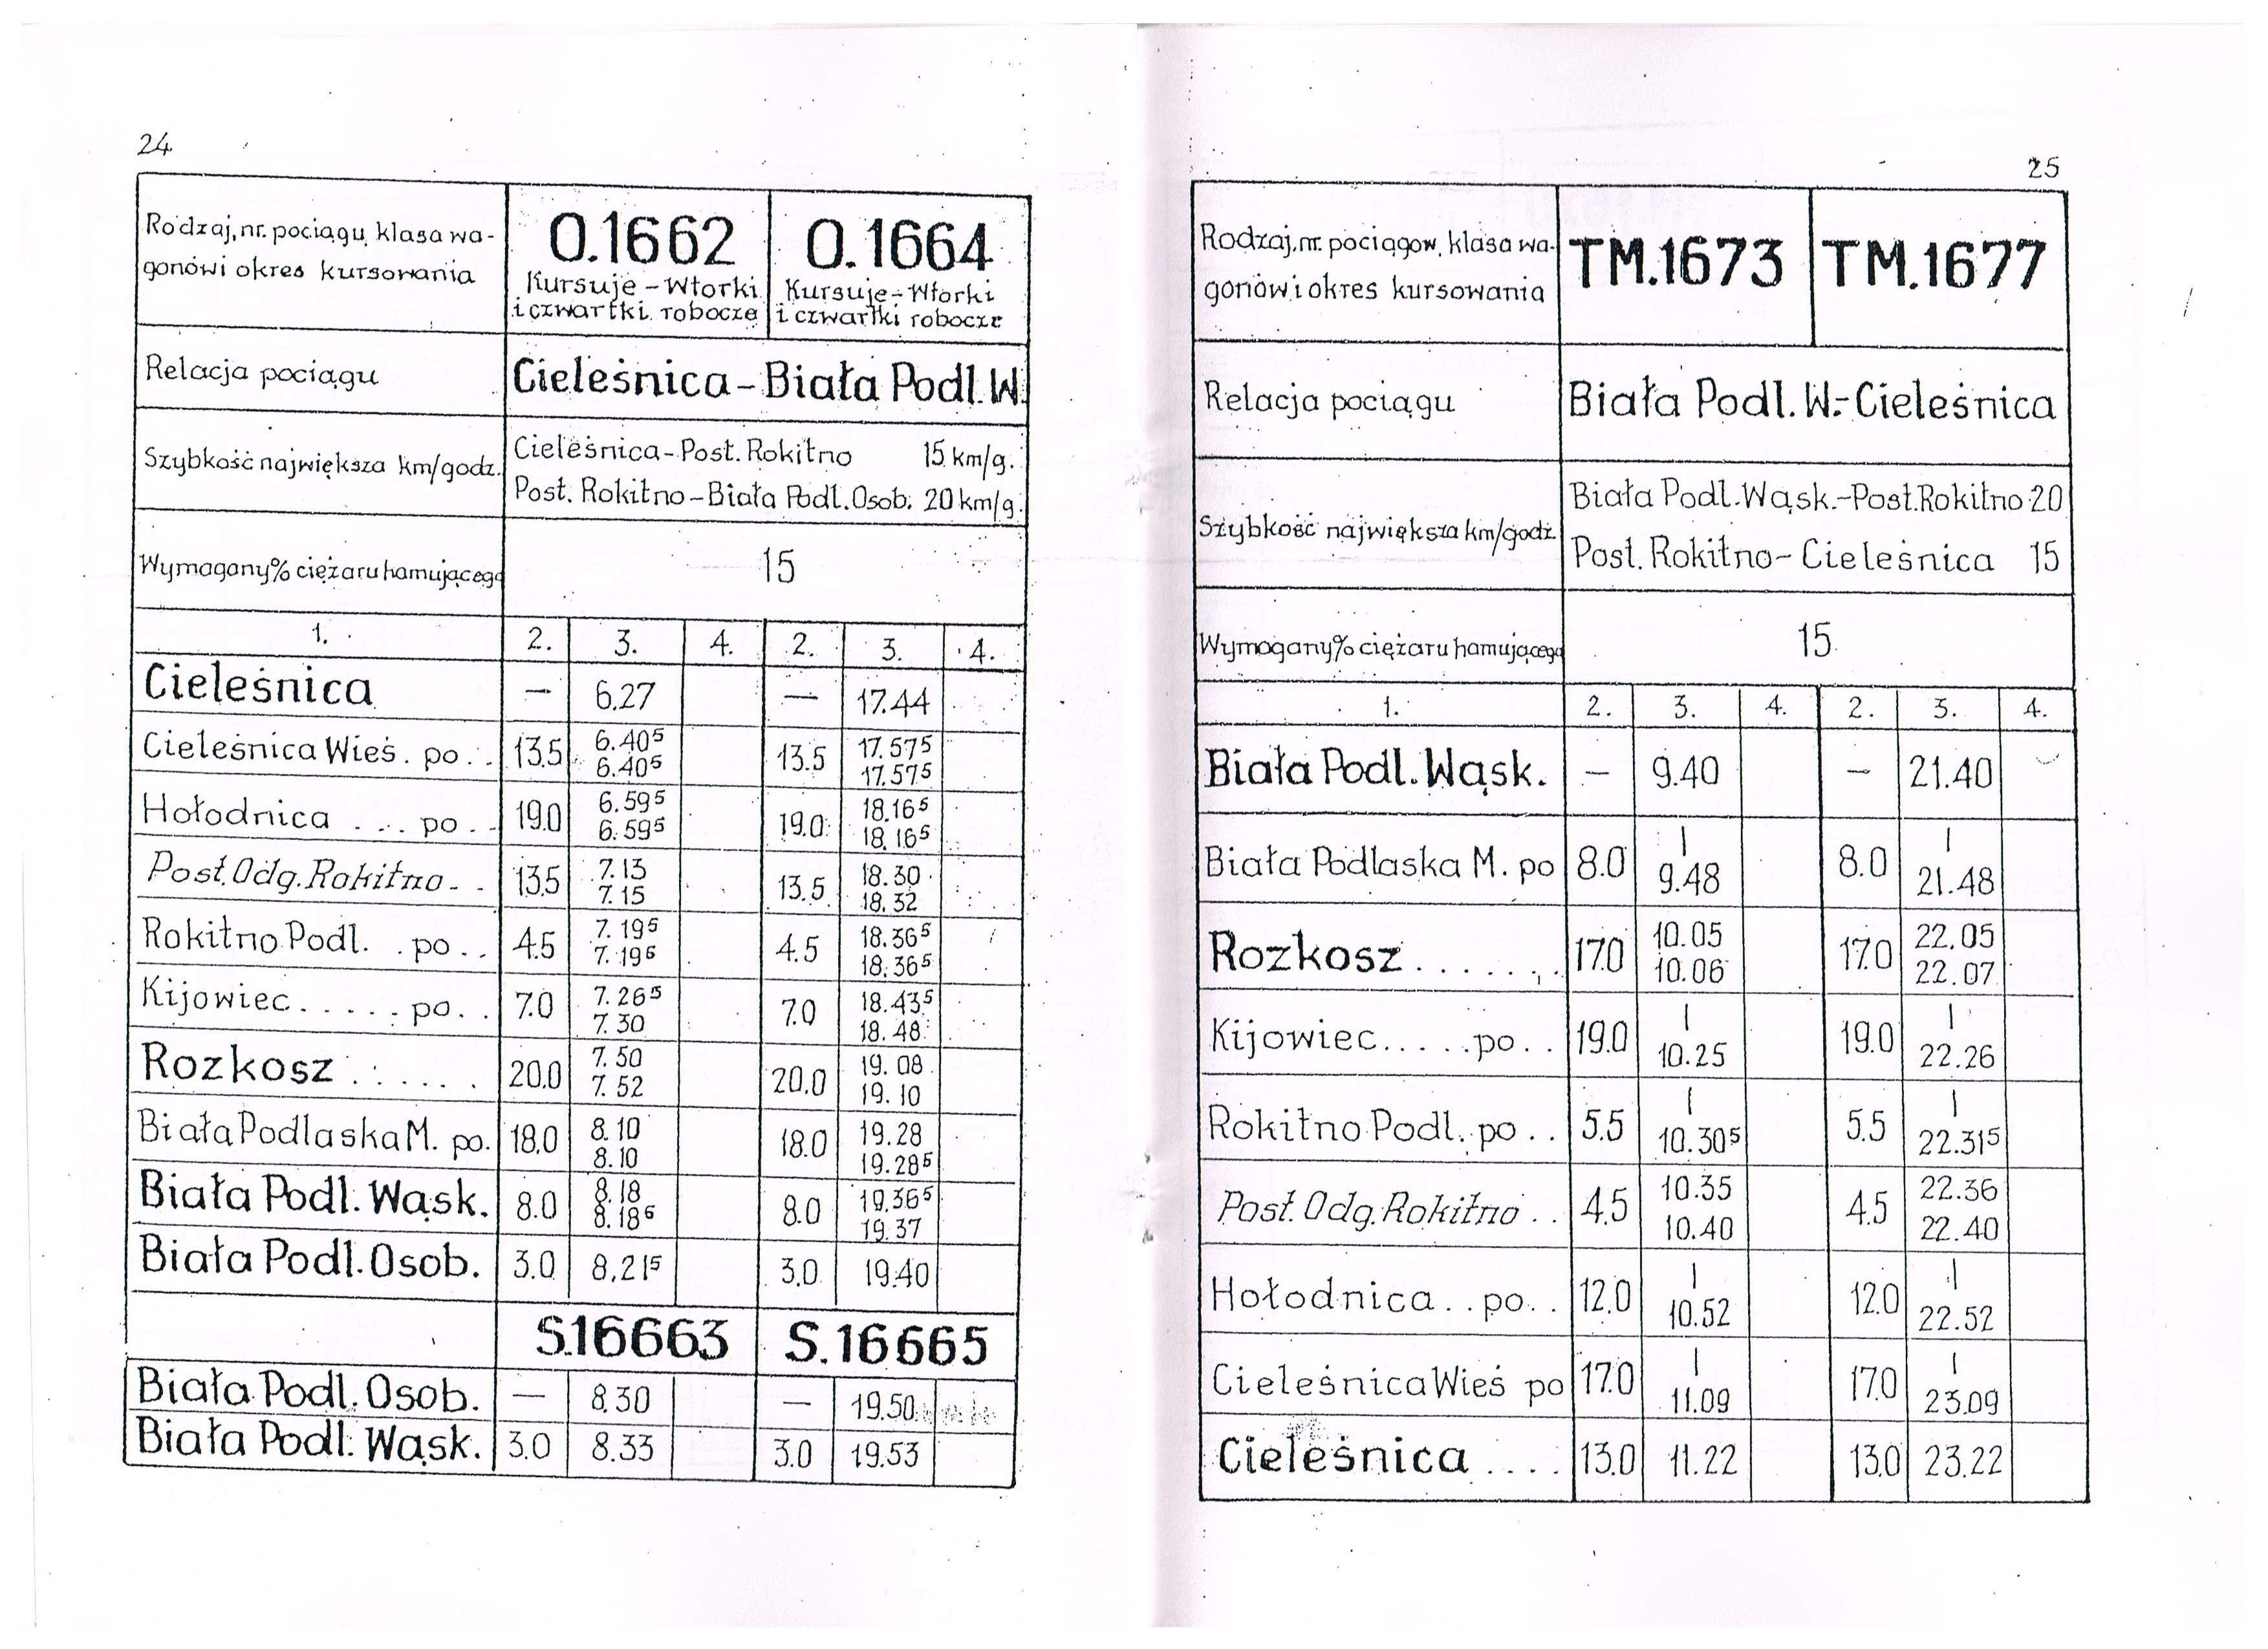 24
Rodzaj, nr. pociągu, klasa wa-
gonów i okres kursowania
O.1662
Kursuje - Wtorki
i czwartki robocze
O.1664
Kursuje - Wtorki
i czwartki robocze
Relacja pociągu
Cieleśnica - Biała Podl. W.
Szybkość największa km/godz.
Cieleśnica - Post. Rokitno 15 km/g.
Post. Rokitno - Biała Podl. Osob. 20 km/g.
Wymagany % ciężaru hamującego
15
1. 2. 3. 4. 2. 3. 4.
Cieleśnica — 6.27 — 17.44
Cieleśnica Wieś. po . . 13.5 6.40⁵ 13.5 17.57⁵
6.40⁵ 17.57⁵
Hołodnica . . . po . . 19.0 6.59⁵ 19.0 18.16⁵
6.59⁵ 18.16⁵
Post. Odg. Rokitno . . 13.5 7.13 13.5 18.30
7.15 18.32
Rokitno Podl. . po . . 4.5 7.19⁵ 4.5 18.36⁵
7.19⁵ 18.36⁵
Kijowiec . . . . . po . . 7.0 7.26⁵ 7.0 18.43⁵
7.30 18.48
Rozkosz . . . . . . 20.0 7.50 20.0 19.08
7.52 19.10
Biała Podlaska M. po. 18.0 8.10 18.0 19.28
8.10 19.28⁵
Biała Podl. Wąsk. 8.0 8.18 8.0 19.36⁵
8.18⁵ 19.37
Biała Podl. Osob. 3.0 8.21⁵ 3.0 19.40
S.16663 S.16665
Biała Podl. Osob. — 8.30 — 19.50
Biała Podl. Wąsk. 3.0 8.33 3.0 19.53
25
Rodzaj, nr. pociągow, klasa wa-
gonów i okres kursowania
TM.1673 TM.1677
Relacja pociągu
Biała Podl. W. - Cieleśnica
Szybkość największa km/godz.
Biała Podl. Wąsk. - Post. Rokitno 20
Post. Rokitno - Cieleśnica 15
Wymagany % ciężaru hamującego
15
1. 2. 3. 4. 2. 3. 4.
Biała Podl. Wąsk. — 9.40 — 21.40
Biała Podlaska M. po 8.0 | 8.0 |
9.48 21.48
Rozkosz . . . . . . . 17.0 10.05 17.0 22.05
10.06 22.07
Kijowiec . . . . . po . . 19.0 | 19.0 |
10.25 22.26
Rokitno Podl. . po . . 5.5 | 5.5 |
10.30⁵ 22.31⁵
Post. Odg. Rokitno . . 4.5 10.35 4.5 22.36
10.40 22.40
Hołodnica . . po . . 12.0 | 12.0 |
10.52 22.52
Cieleśnica Wieś po 17.0 | 17.0 |
11.09 23.09
Cieleśnica . . . . 13.0 11.22 13.0 23.22